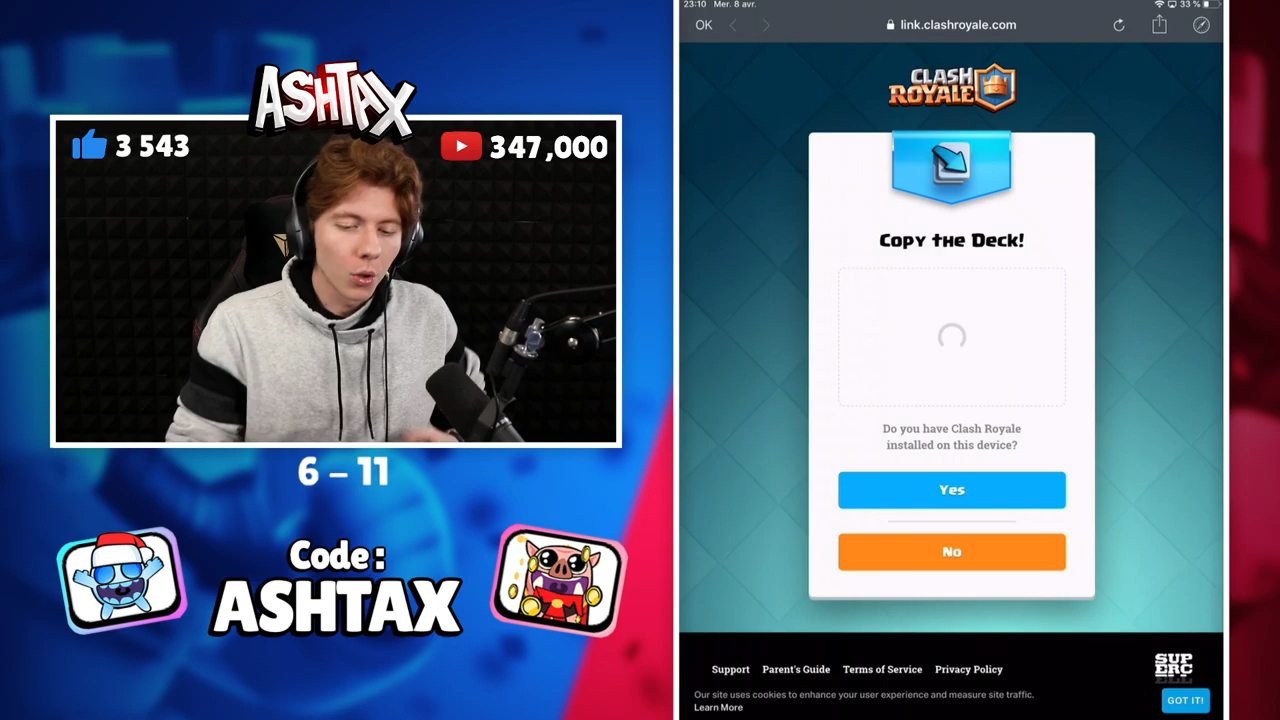 ASHTAX
3 543
347,000
6 – 11
Code :
ASHTAX
23:10 Mer. 8 avr.
33 %
OK
link.clashroyale.com
CLASH
ROYALE
Copy the Deck!
Do you have Clash Royale
installed on this device?
Yes
No
Support Parent's Guide Terms of Service Privacy Policy
SUP
ERC
ELL
Our site uses cookies to enhance your user experience and measure site traffic.
Learn More
GOT IT!